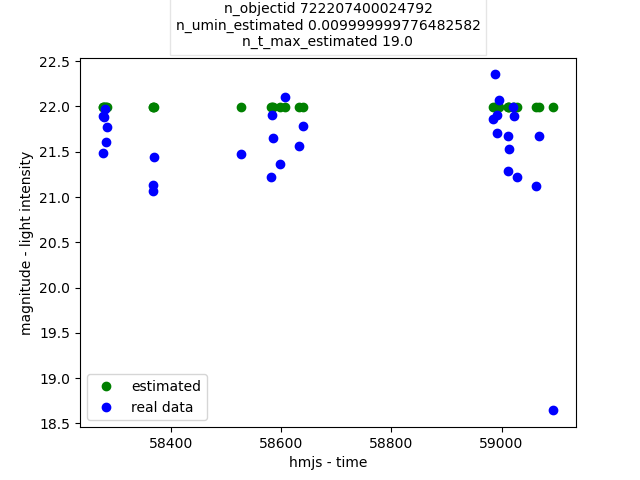 n_objectid 722207400024792
n_umin_estimated 0.009999999776482582
n_t_max_estimated 19.0
22.5
22.0
21.5
21.0
20.5
20.0
19.5
19.0
18.5
magnitude - light intensity
estimated
real data
58400
58600
58800
59000
hmjs - time